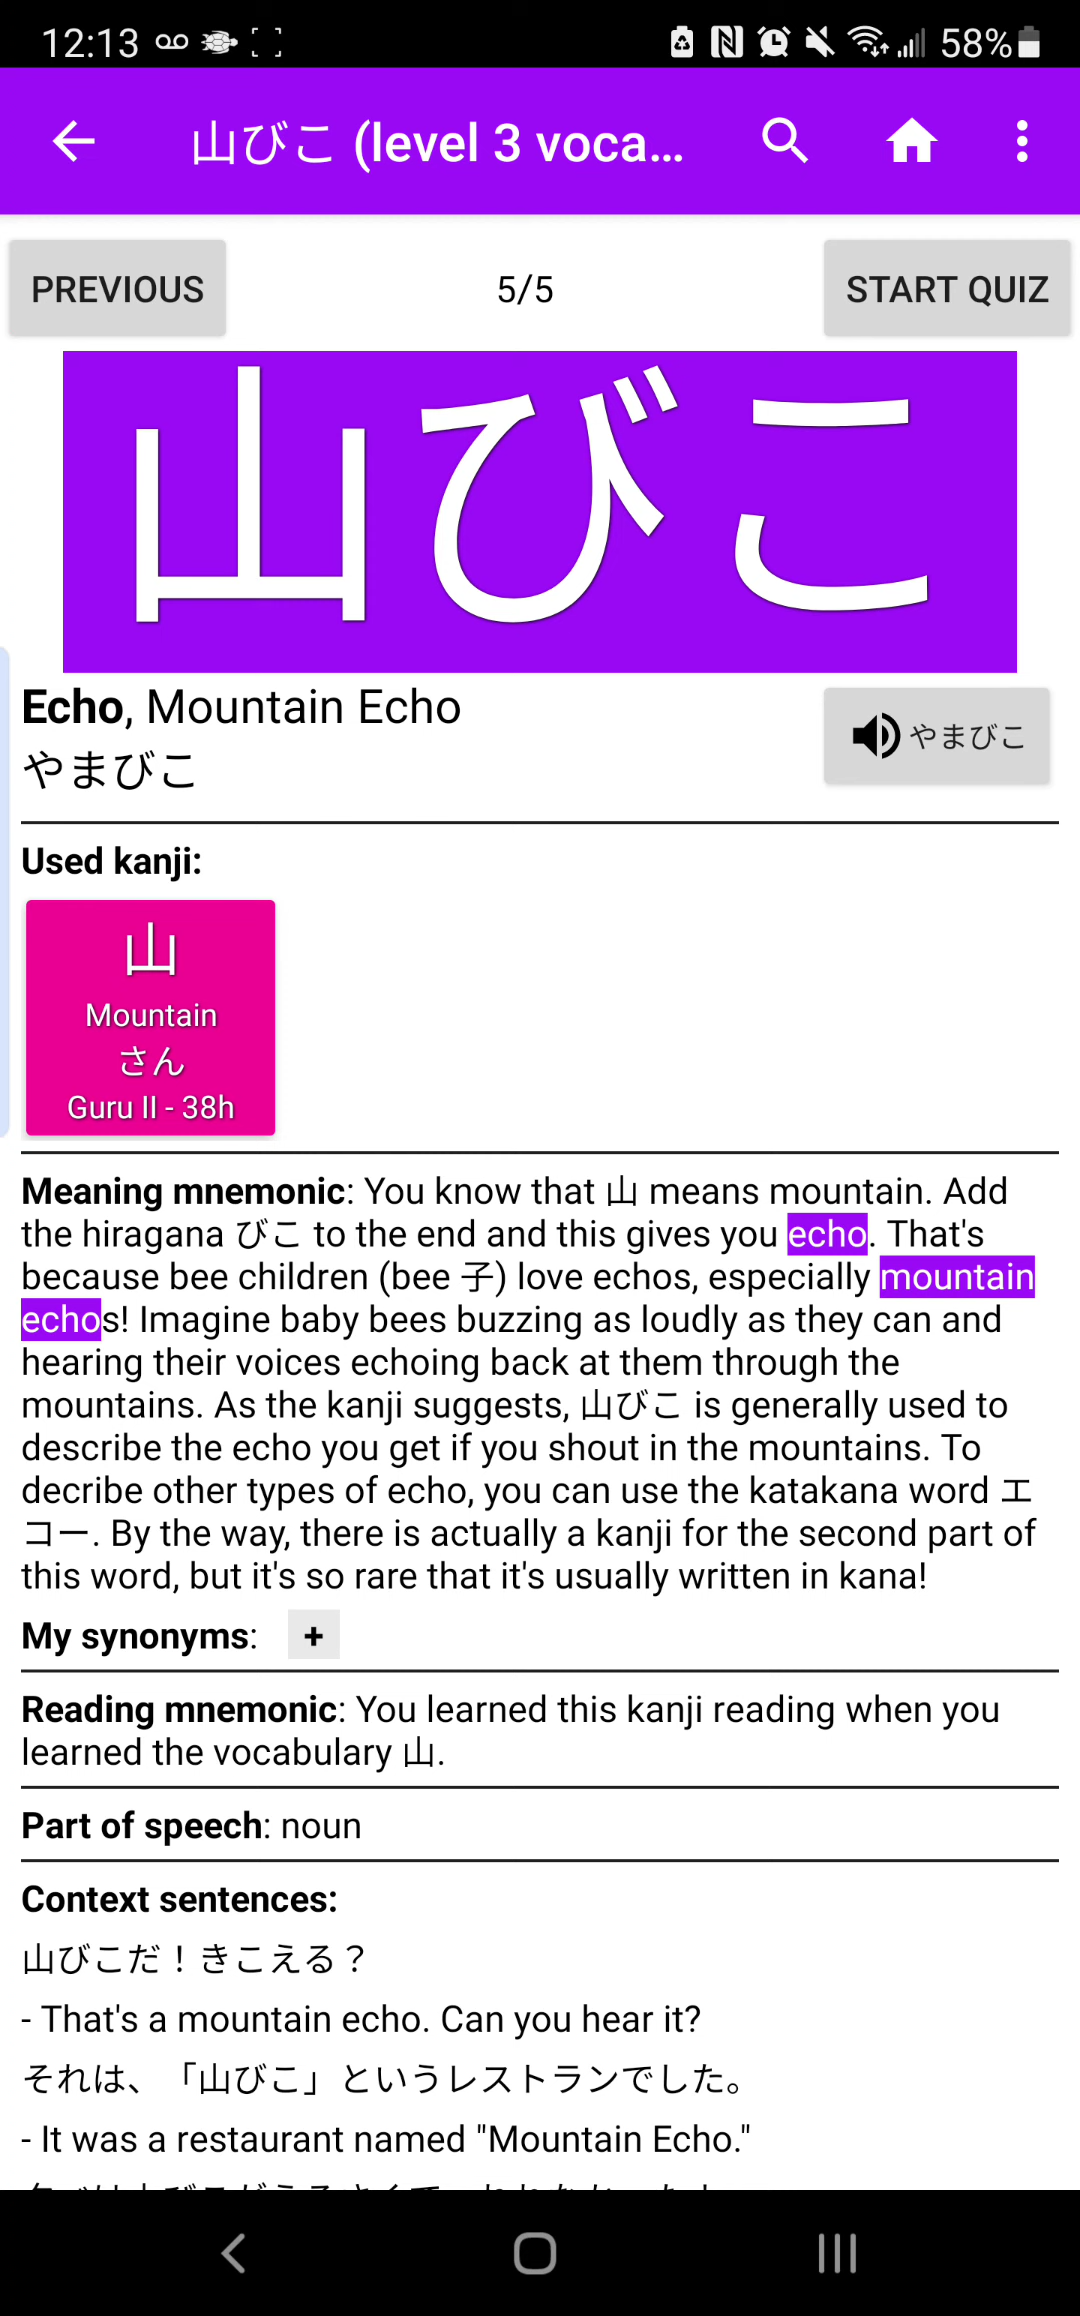 12:13
58%
山びこ (level 3 voca...
PREVIOUS
5/5
START QUIZ
山びこ
Echo, Mountain Echo
やまびこ
やまびこ
Used kanji:
山
Mountain
さん
Guru II - 38h
Meaning mnemonic: You know that 山 means mountain. Add
the hiragana びこ to the end and this gives you echo. That's
because bee children (bee 子) love echos, especially mountain
echos! Imagine baby bees buzzing as loudly as they can and
hearing their voices echoing back at them through the
mountains. As the kanji suggests, 山びこ is generally used to
describe the echo you get if you shout in the mountains. To
decribe other types of echo, you can use the katakana word エ
コー. By the way, there is actually a kanji for the second part of
this word, but it's so rare that it's usually written in kana!
My synonyms: +
Reading mnemonic: You learned this kanji reading when you
learned the vocabulary 山.
Part of speech: noun
Context sentences:
山びこだ！きこえる？
- That's a mountain echo. Can you hear it?
それは、「山びこ」というレストランでした。
- It was a restaurant named "Mountain Echo."